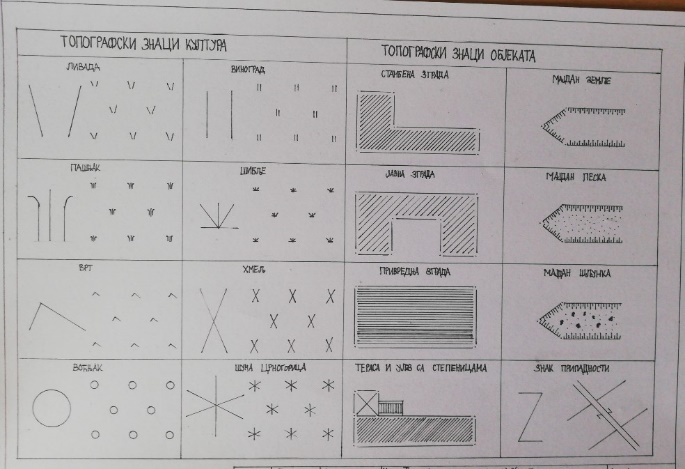 ТОПОГРАФСКИ ЗНАЦИ КУЛТУРА
ТОПОГРАФСКИ ЗНАЦИ ОБЈЕКАТА
ЛИВАДА
ВИНОГРАД
СТАМБЕНА ЗГРАДА
МАЈДАН ЗЕМЉЕ
ПАШЊАК
ШИБЉЕ
ЈАВНА ЗГРАДА
МАЈДАН ПЕСКА
ВРТ
ХМЕЉ
ПРИВРЕДНА ЗГРАДА
МАЈДАН ШЉУНКА
ВОЋЊАК
ШУМА ЦРНОГОРИЦА
ТЕРАСА И УЛАЗ СА СТЕПЕНИЦАМА
ЗНАК ПРИПАДНОСТИ